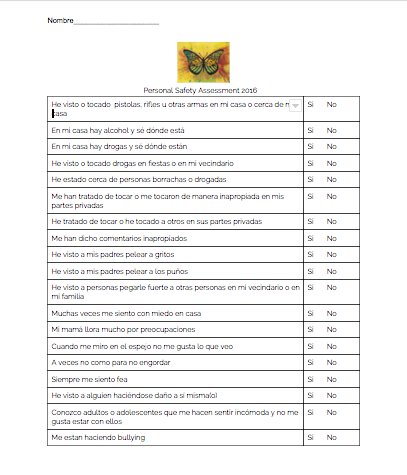 Nombre___________________
Personal Safety Assessment 2016
He visto o tocado pistolas, rifles u otras armas en mi casa o cerca de m
casa
Si No
En mi casa hay alcohol y sé dónde está
Si No
En mi casa hay drogas y sé dónde están
Si No
He visto o tocado drogas en fiestas o en mi vecindario
Si No
He estado cerca de personas borrachas o drogadas
Si No
Me han tratado de tocar o me tocaron de manera inapropiada en mis
partes privadas
Si No
He tratado de tocar o he tocado a otros en sus partes privadas
Si No
Me han dicho comentarios inapropiados
Si No
He visto a mis padres pelear a gritos
Si No
He visto a mis padres pelear a los puños
Si No
He visto a personas pegarle fuerte a otras personas en mi vecindario o en
mi familia
Si No
Muchas veces me siento con miedo en casa
Si No
Mi mamá llora mucho por preocupaciones
Si No
Cuando me miro en el espejo no me gusta lo que veo
Si No
A veces no como para no engordar
Si No
Siempre me siento fea
Si No
He visto a alguien haciéndose daño a si misma(o)
Si No
Conozco adultos o adolescentes que me hacen sentir incómoda y no me
gusta estar con ellos
Si No
Me estan haciendo bullying
Si No